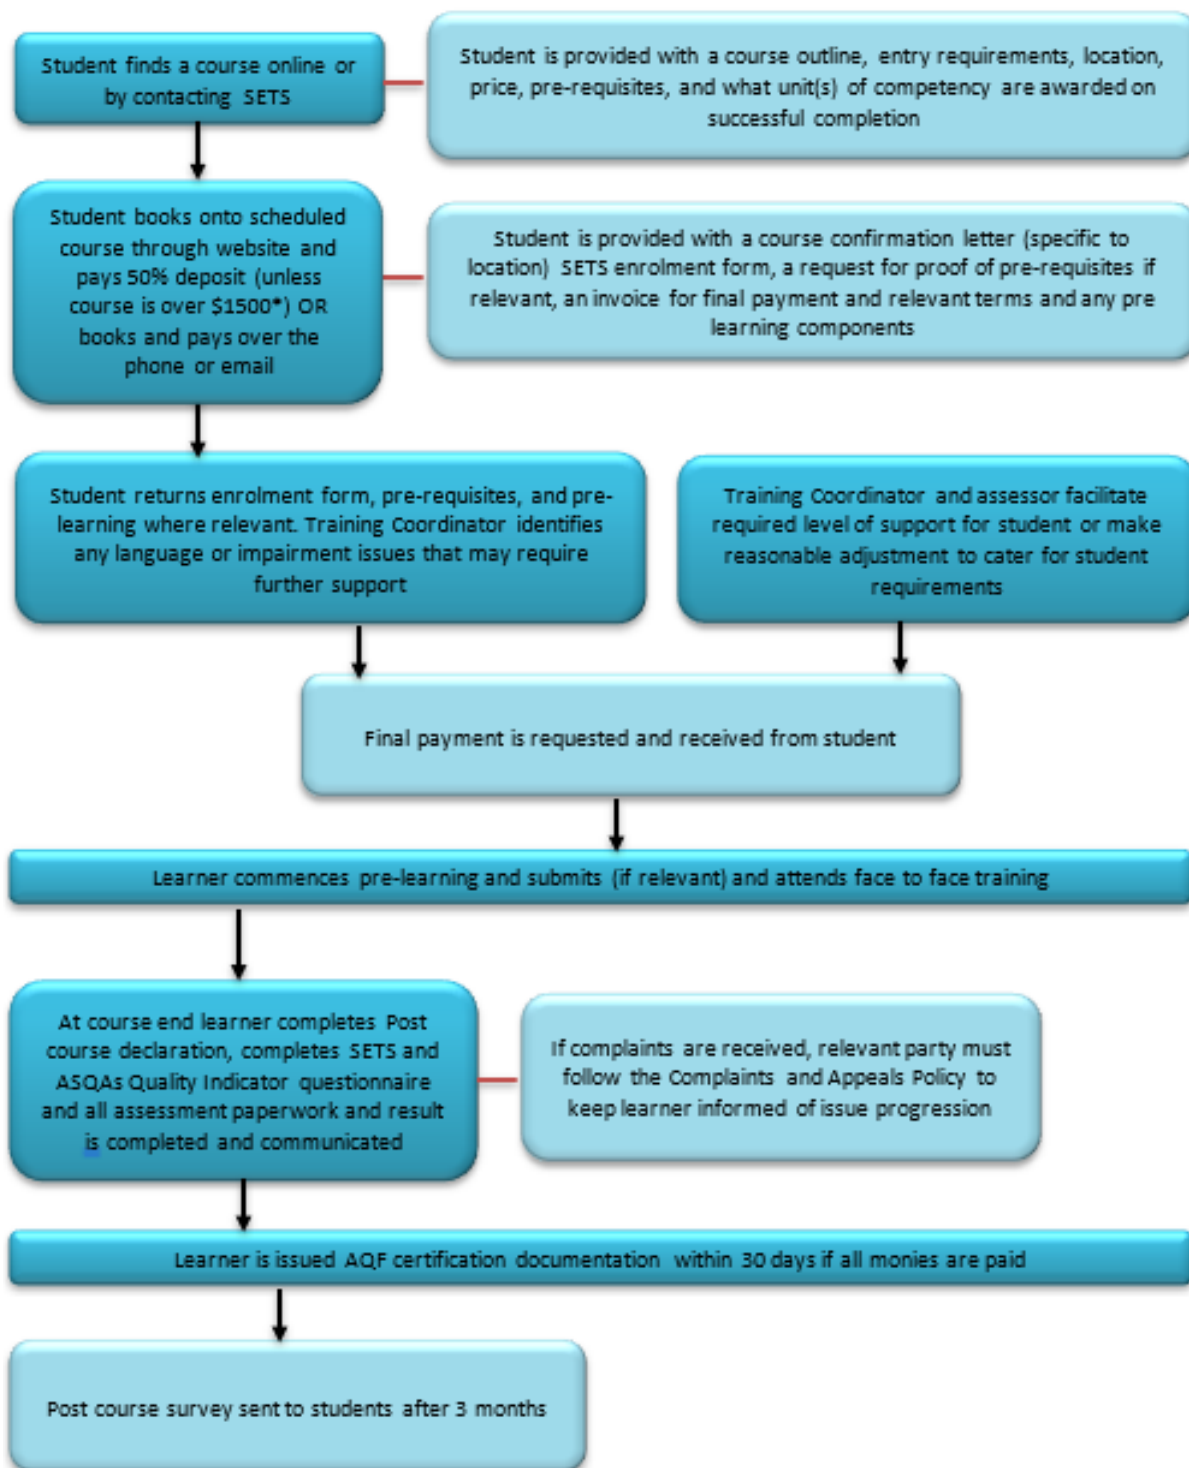 Student finds a course online or
by contacting SETS
Student is provided with a course outline, entry requirements, location,
price, pre-requisites, and what unit(s) of competency are awarded on
successful completion
Student books onto scheduled
course through website and
pays 50% deposit (unless
course is over $1500*) OR
books and pays over the
phone or email
Student is provided with a course confirmation letter (specific to
location) SETS enrolment form, a request for proof of pre-requisites if
relevant, an invoice for final payment and relevant terms and any pre
learning components
Student returns enrolment form, pre-requisites, and pre-
learning where relevant. Training Coordinator identifies
any language or impairment issues that may require
further support
Training Coordinator and assessor facilitate
required level of support for student or make
reasonable adjustment to cater for student
requirements
Final payment is requested and received from student
Learner commences pre-learning and submits (if relevant) and attends face to face training
At course end learner completes Post
course declaration, completes SETS and
ASQAs Quality Indicator questionnaire
and all assessment paperwork and result
is completed and communicated
If complaints are received, relevant party must
follow the Complaints and Appeals Policy to
keep learner informed of issue progression
Learner is issued AQF certification documentation within 30 days if all monies are paid
Post course survey sent to students after 3 months